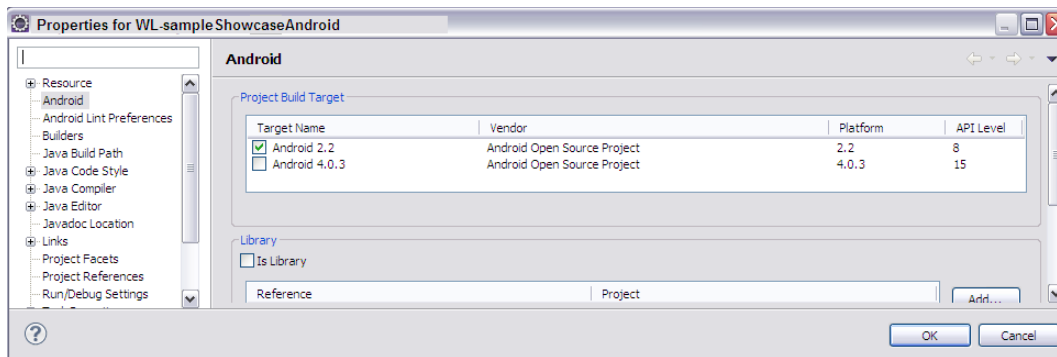 Properties for WL-sampleShowcaseAndroid
Android
Resource
Android
Android Lint Preferences
Builders
Java Build Path
Java Code Style
Java Compiler
Java Editor
Javadoc Location
Links
Project Facets
Project References
Run/Debug Settings
Project Build Target
Target Name Vendor Platform API Level
Android 2.2 Android Open Source Project 2.2 8
Android 4.0.3 Android Open Source Project 4.0.3 15
Library
Is Library
Reference Project
Add...
OK Cancel